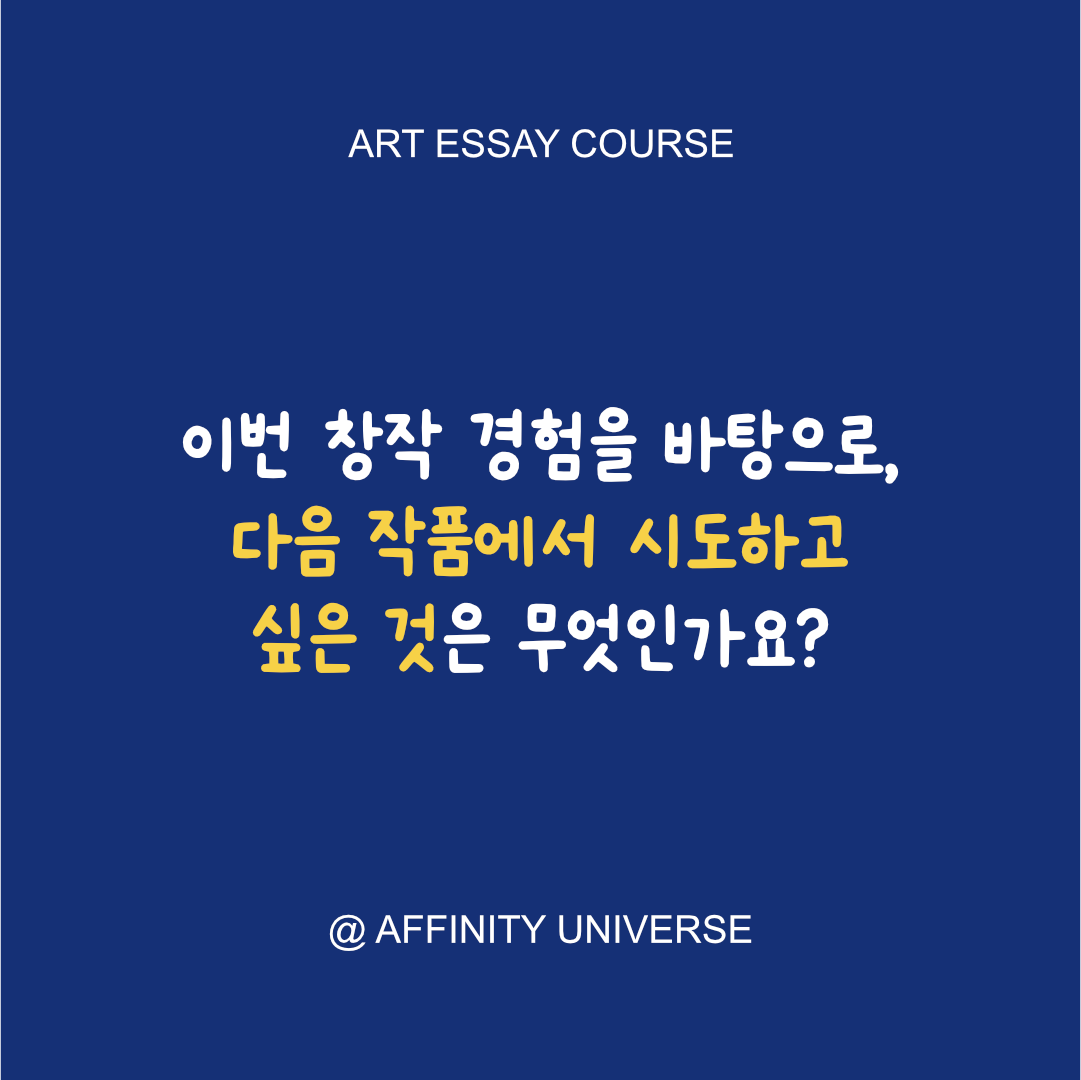 ART ESSAY COURSE
이번 창작 경험을 바탕으로,
다음 작품에서 시도하고
싶은 것은 무엇인가요?
@ AFFINITY UNIVERSE